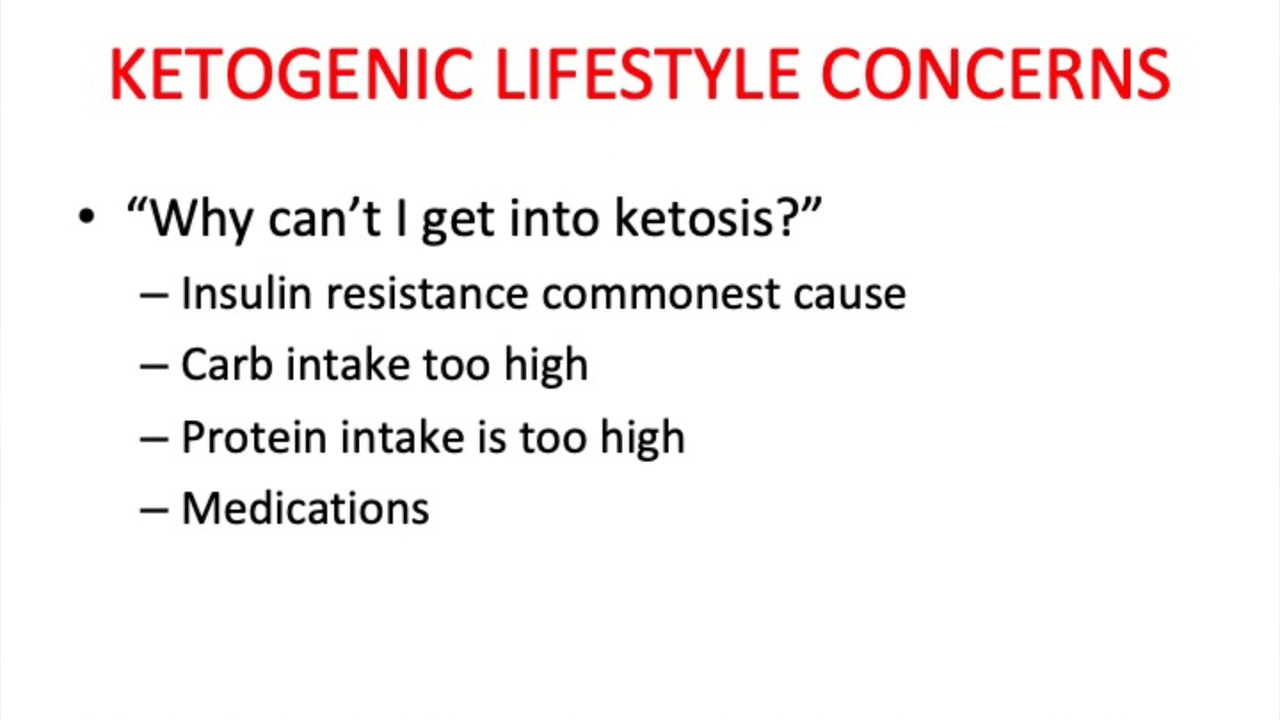 KETOGENIC LIFESTYLE CONCERNS
• “Why can’t I get into ketosis?”
– Insulin resistance commonest cause
– Carb intake too high
– Protein intake is too high
– Medications